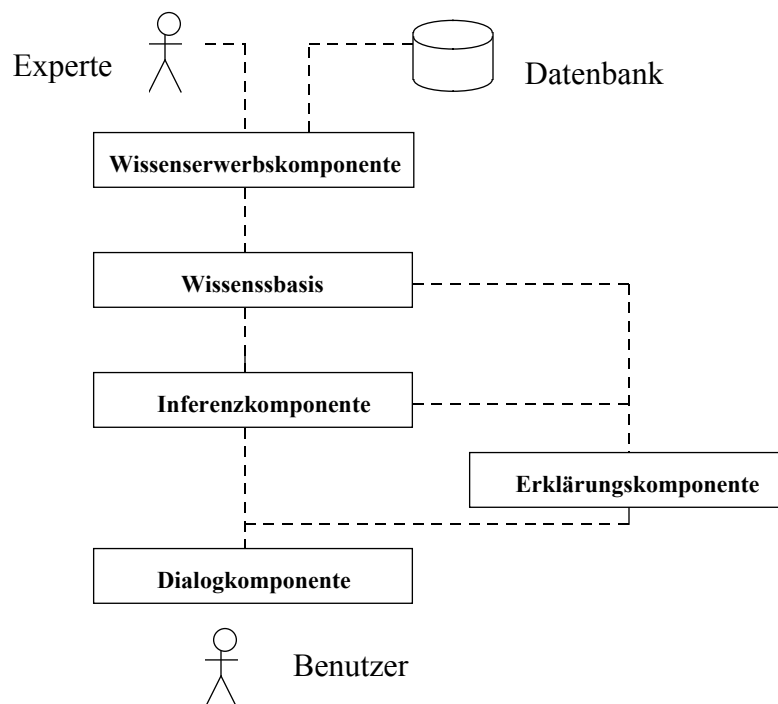 Experte
Datenbank
Wissenserwerbskomponente
Wissenssbasis
Inferenzkomponente
Erklärungskomponente
Dialogkomponente
Benutzer